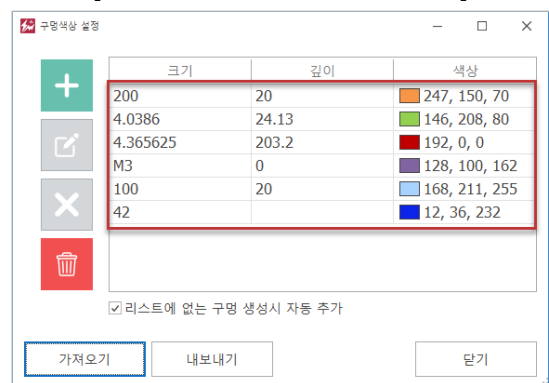 구멍색상 설정
크기 깊이 색상
200 20 247, 150, 70
4.0386 24.13 146, 208, 80
4.365625 203.2 192, 0, 0
M3 0 128, 100, 162
100 20 168, 211, 255
42 12, 36, 232
리스트에 없는 구멍 생성시 자동 추가
가져오기 내보내기 닫기